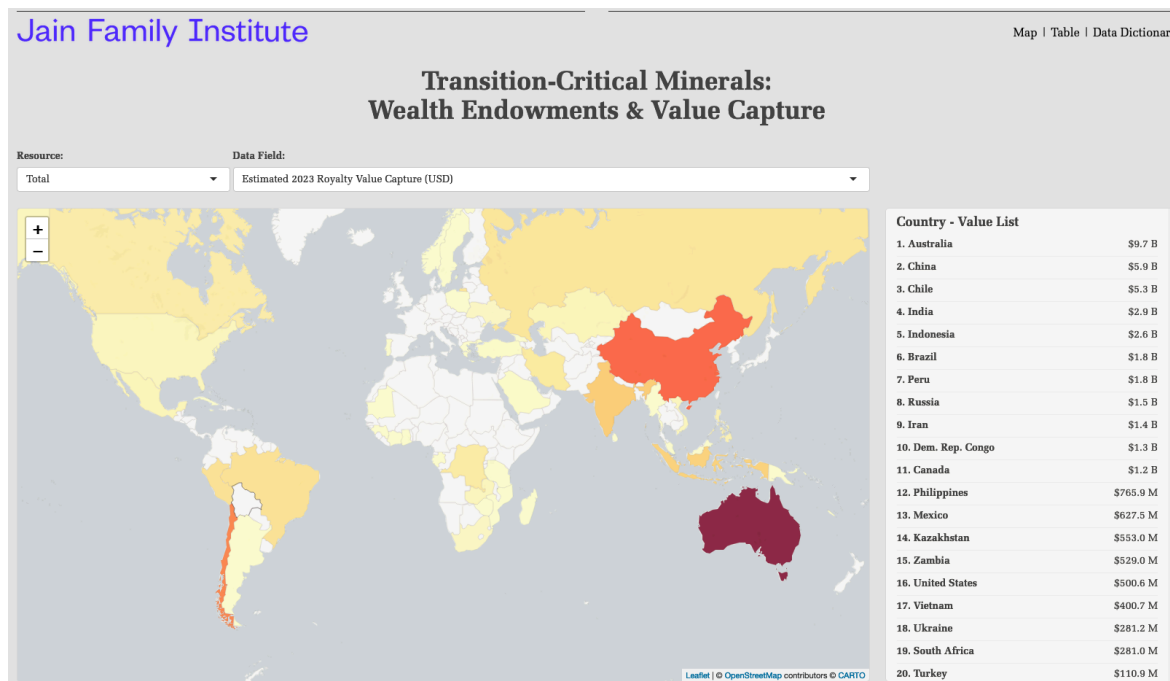 Jain Family Institute
Map | Table | Data Dictionar
Transition-Critical Minerals:
Wealth Endowments & Value Capture
Resource:
Data Field:
Total
Estimated 2023 Royalty Value Capture (USD)
+
−
Country - Value List
1. Australia $9.7 B
2. China $5.9 B
3. Chile $5.3 B
4. India $2.9 B
5. Indonesia $2.6 B
6. Brazil $1.8 B
7. Peru $1.8 B
8. Russia $1.5 B
9. Iran $1.4 B
10. Dem. Rep. Congo $1.3 B
11. Canada $1.2 B
12. Philippines $765.9 M
13. Mexico $627.5 M
14. Kazakhstan $553.0 M
15. Zambia $529.0 M
16. United States $500.6 M
17. Vietnam $400.7 M
18. Ukraine $281.2 M
19. South Africa $281.0 M
20. Turkey $110.9 M
Leaflet | © OpenStreetMap contributors © CARTO